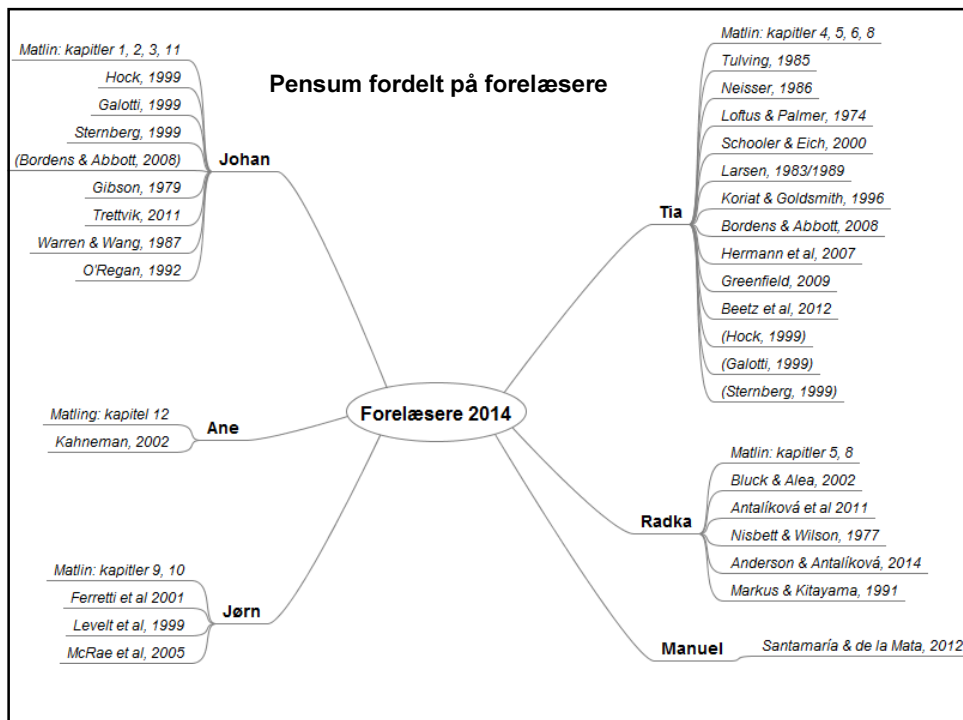 Pensum fordelt på forelæsere
Forelæsere 2014
Johan
Matlin: kapitler 1, 2, 3, 11
Hock, 1999
Galotti, 1999
Sternberg, 1999
(Bordens & Abbott, 2008)
Gibson, 1979
Trettvik, 2011
Warren & Wang, 1987
O'Regan, 1992
Ane
Matling: kapitel 12
Kahneman, 2002
Jørn
Matlin: kapitler 9, 10
Ferretti et al 2001
Levelt et al, 1999
McRae et al, 2005
Tia
Matlin: kapitler 4, 5, 6, 8
Tulving, 1985
Neisser, 1986
Loftus & Palmer, 1974
Schooler & Eich, 2000
Larsen, 1983/1989
Koriat & Goldsmith, 1996
Bordens & Abbott, 2008
Hermann et al, 2007
Greenfield, 2009
Beetz et al, 2012
(Hock, 1999)
(Galotti, 1999)
(Sternberg, 1999)
Radka
Matlin: kapitler 5, 8
Bluck & Alea, 2002
Antalíková et al 2011
Nisbett & Wilson, 1977
Anderson & Antalíková, 2014
Markus & Kitayama, 1991
Manuel
Santamaría & de la Mata, 2012